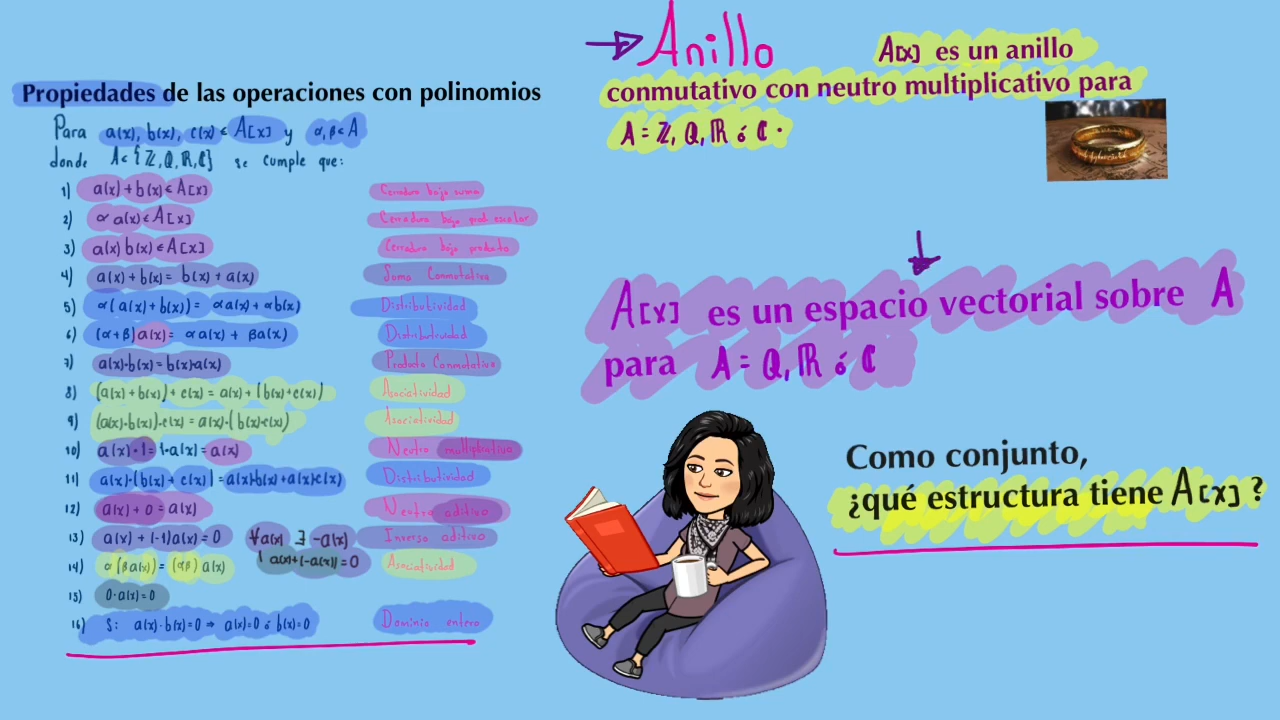 Propiedades de las operaciones con polinomios
Para a(x), b(x), c(x) ∈ A[x] y α, β ∈ A
donde A ∈ {ℤ, ℚ, ℝ, ℂ} se cumple que:
1) a(x) + b(x) ∈ A[x] Cerradura bajo suma
2) α a(x) ∈ A[x] Cerradura bajo prod escalar
3) a(x) b(x) ∈ A[x] Cerradura bajo producto
4) a(x) + b(x) = b(x) + a(x) Suma Conmutativa
5) α(a(x) + b(x)) = αa(x) + αb(x) Distributividad
6) (α+β)a(x) = αa(x) + βa(x) Distributividad
7) a(x)·b(x) = b(x)·a(x) Producto Conmutativo
8) (a(x) + b(x)) + c(x) = a(x) + (b(x) + c(x)) Asociatividad
9) (a(x)·b(x))·c(x) = a(x)·(b(x)·c(x)) Asociatividad
10) a(x)·1 = 1·a(x) = a(x) Neutro multiplicativo
11) a(x)·(b(x) + c(x)) = a(x)·b(x) + a(x)·c(x) Distributividad
12) a(x) + 0 = a(x) Neutro aditivo
13) a(x) + (-1)a(x) = 0 ∀a(x) ∃ -a(x) Inverso aditivo
a(x)+(-a(x)) = 0
14) α(βa(x)) = (αβ)a(x) Asociatividad
15) 0·a(x) = 0
16) Si a(x)·b(x) = 0 ⇒ a(x) = 0 ó b(x) = 0 Dominio entero
→ Anillo
A[x] es un anillo
conmutativo con neutro multiplicativo para
A = ℤ, ℚ, ℝ ó ℂ.
A[x] es un espacio vectorial sobre A
para A = ℚ, ℝ ó ℂ
Como conjunto,
¿qué estructura tiene A[x]?